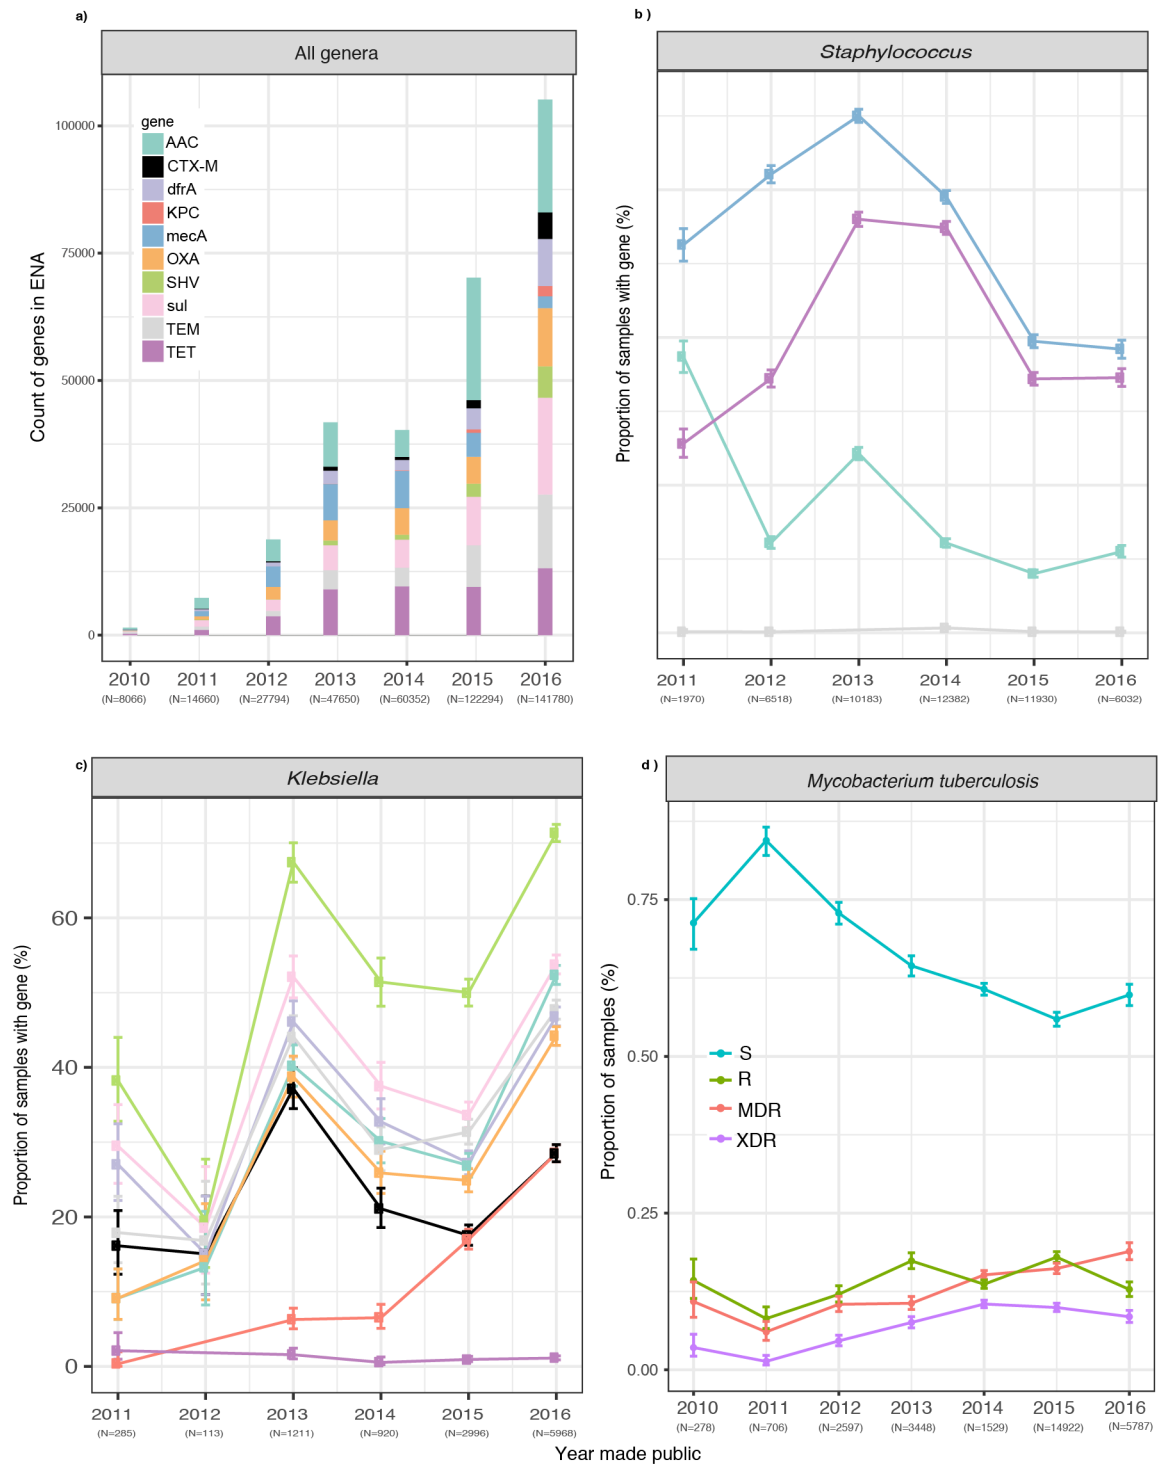 a)
All genera
Count of genes in ENA
100000
75000
50000
25000
0
gene
AAC
CTX-M
dfrA
KPC
mecA
OXA
SHV
sul
TEM
TET
2010 2011 2012 2013 2014 2015 2016
(N=8066) (N=14660) (N=27794) (N=47650) (N=60352) (N=122294) (N=141780)
b )
Staphylococcus
Proportion of samples with gene (%)
2011 2012 2013 2014 2015 2016
(N=1970) (N=6518) (N=10183) (N=12382) (N=11930) (N=6032)
c)
Klebsiella
Proportion of samples with gene (%)
60
40
20
0
2011 2012 2013 2014 2015 2016
(N=285) (N=113) (N=1211) (N=920) (N=2996) (N=5968)
d )
Mycobacterium tuberculosis
Proportion of samples (%)
0.75
0.50
0.25
0.00
S
R
MDR
XDR
2010 2011 2012 2013 2014 2015 2016
(N=278) (N=706) (N=2597) (N=3448) (N=1529) (N=14922) (N=5787)
Year made public